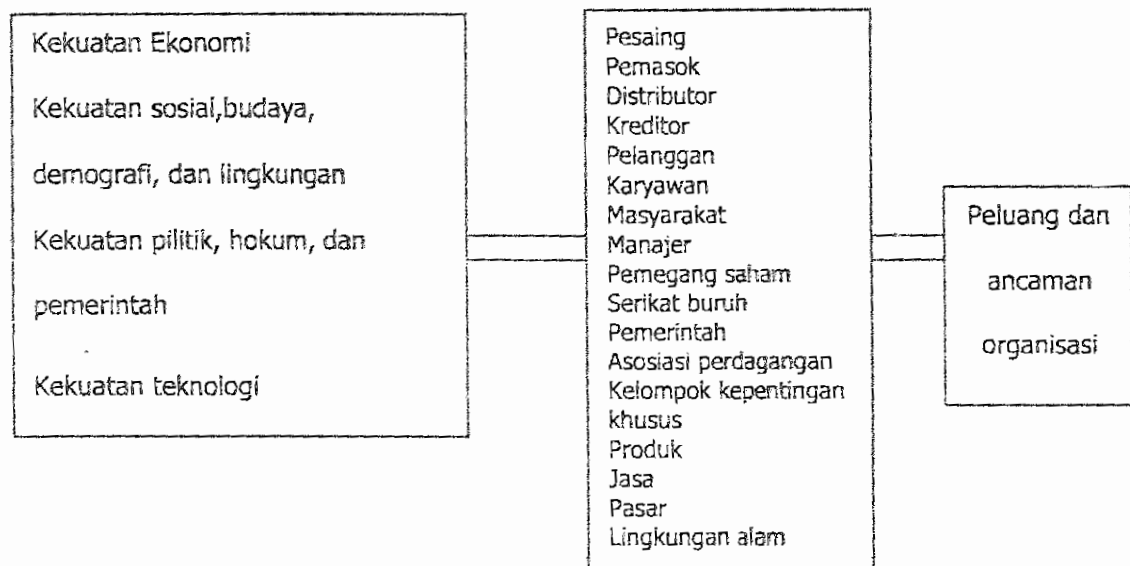 Kekuatan Ekonomi
Kekuatan sosial,budaya,
demografi, dan lingkungan
Kekuatan pilitik, hokum, dan
pemerintah
Kekuatan teknologi
Pesaing
Pemasok
Distributor
Kreditor
Pelanggan
Karyawan
Masyarakat
Manajer
Pemegang saham
Serikat buruh
Pemerintah
Asosiasi perdagangan
Kelompok kepentingan
khusus
Produk
Jasa
Pasar
Lingkungan alam
Peluang dan
ancaman
organisasi